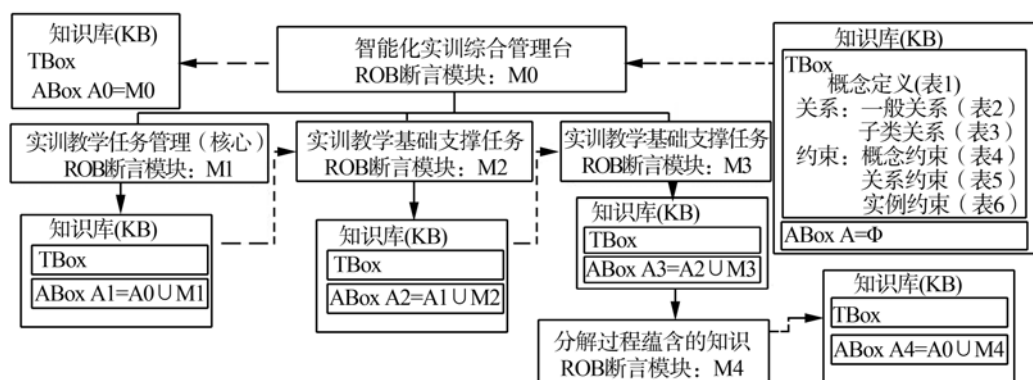 知识库(KB)
TBox
ABox A0=M0
智能化实训综合管理台
ROB断言模块：M0
知识库(KB)
TBox
概念定义(表1)
关系：一般关系（表2）
子类关系（表3）
约束：概念约束（表4）
关系约束（表5）
实例约束（表6）
ABox A=Φ
实训教学任务管理（核心）
ROB断言模块：M1
实训教学基础支撑任务
ROB断言模块：M2
实训教学基础支撑任务
ROB断言模块：M3
知识库(KB)
TBox
ABox A1=A0∪M1
知识库(KB)
TBox
ABox A2=A1∪M2
知识库(KB)
TBox
ABox A3=A2∪M3
分解过程蕴含的知识
ROB断言模块：M4
知识库(KB)
TBox
ABox A4=A0∪M4